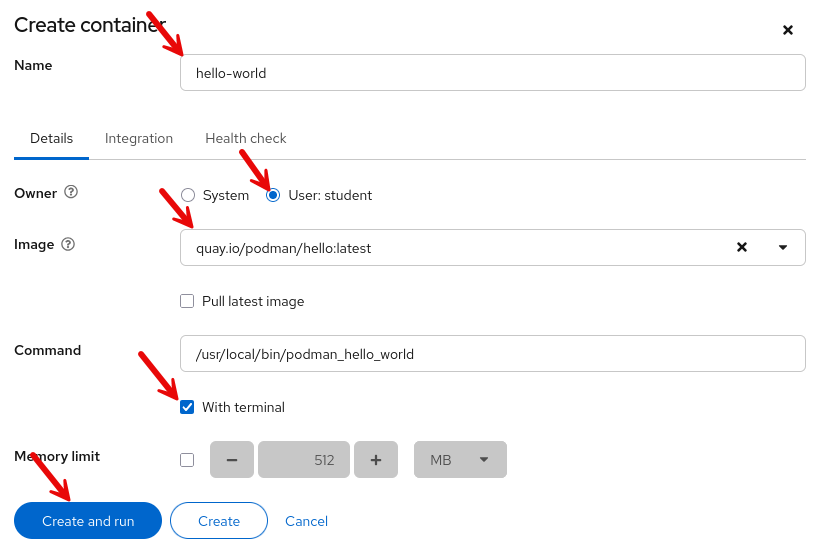 Create container
Name
hello-world
Details Integration Health check
Owner System User: student
Image quay.io/podman/hello:latest
Pull latest image
Command /usr/local/bin/podman_hello_world
With terminal
Memory limit 512 MB
Create and run Create Cancel